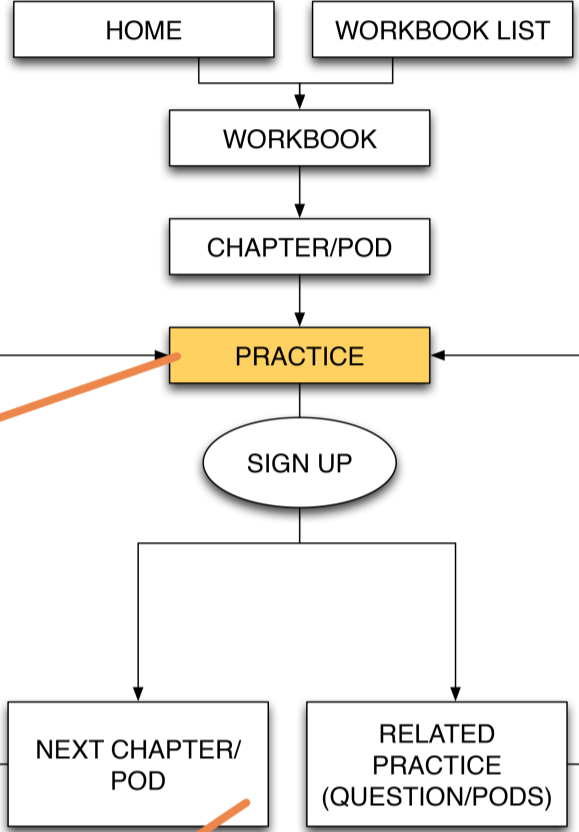 HOME
WORKBOOK LIST
WORKBOOK
CHAPTER/POD
PRACTICE
SIGN UP
NEXT CHAPTER/
POD
RELATED
PRACTICE
(QUESTION/PODS)